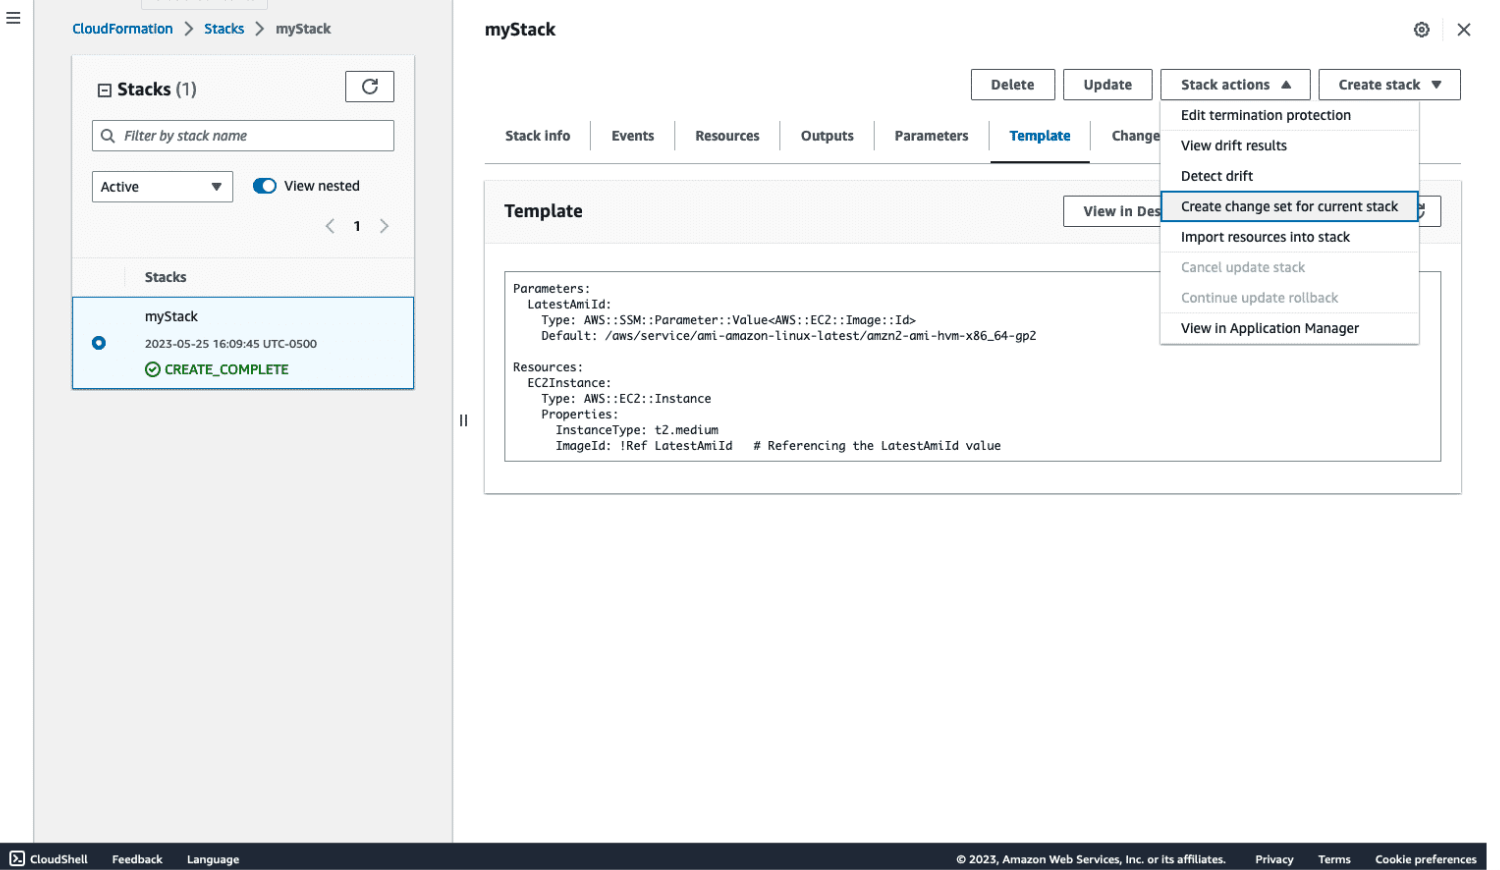 CloudFormation > Stacks > myStack
Stacks (1)
Filter by stack name
Active
View nested
1
Stacks
myStack
2023-05-25 16:09:45 UTC-0500
CREATE_COMPLETE
myStack
Delete
Update
Stack actions
Create stack
Stack info
Events
Resources
Outputs
Parameters
Template
Change
Edit termination protection
View drift results
Detect drift
Create change set for current stack
Import resources into stack
Cancel update stack
Continue update rollback
View in Application Manager
Template
View in Des
Parameters:
  LatestAmiId:
    Type: AWS::SSM::Parameter::Value<AWS::EC2::Image::Id>
    Default: /aws/service/ami-amazon-linux-latest/amzn2-ami-hvm-x86_64-gp2
Resources:
  EC2Instance:
    Type: AWS::EC2::Instance
    Properties:
      InstanceType: t2.medium
      ImageId: !Ref LatestAmiId   # Referencing the LatestAmiId value
CloudShell
Feedback
Language
© 2023, Amazon Web Services, Inc. or its affiliates.
Privacy
Terms
Cookie preferences